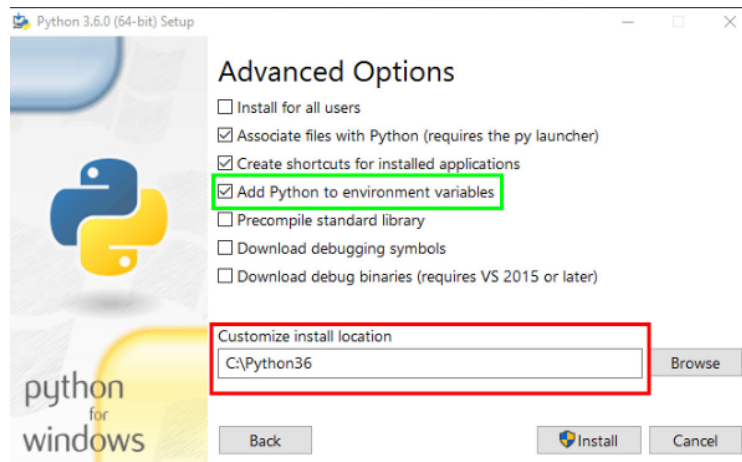 Python 3.6.0 (64-bit) Setup
Advanced Options
Install for all users
Associate files with Python (requires the py launcher)
Create shortcuts for installed applications
Add Python to environment variables
Precompile standard library
Download debugging symbols
Download debug binaries (requires VS 2015 or later)
Customize install location
C:\Python36
Browse
python
for
windows
Back
Install
Cancel